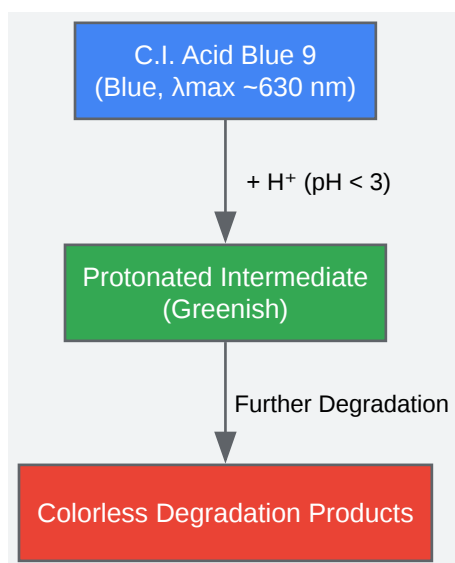 C.I. Acid Blue 9
(Blue, λmax ~630 nm)
+ H⁺ (pH < 3)
Protonated Intermediate
(Greenish)
Further Degradation
Colorless Degradation Products